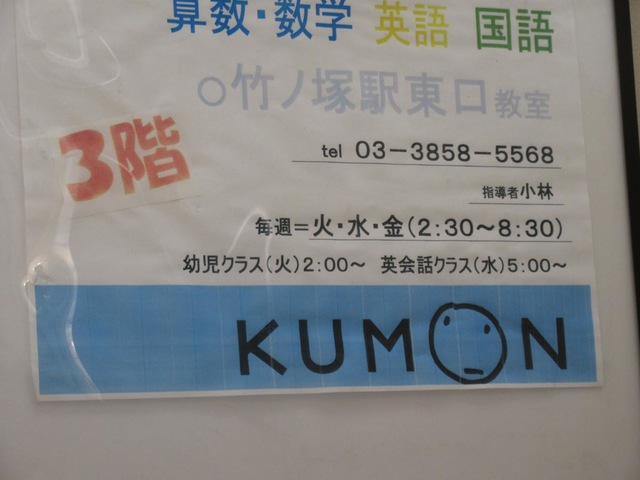 算数・数学 英語 国語
○竹ノ塚駅東口教室
3階
tel 03-3858-5568
指導者小林
毎週=火・水・金(2:30~8:30)
幼児クラス(火)2:00~ 英会話クラス(水)5:00~
KUMON